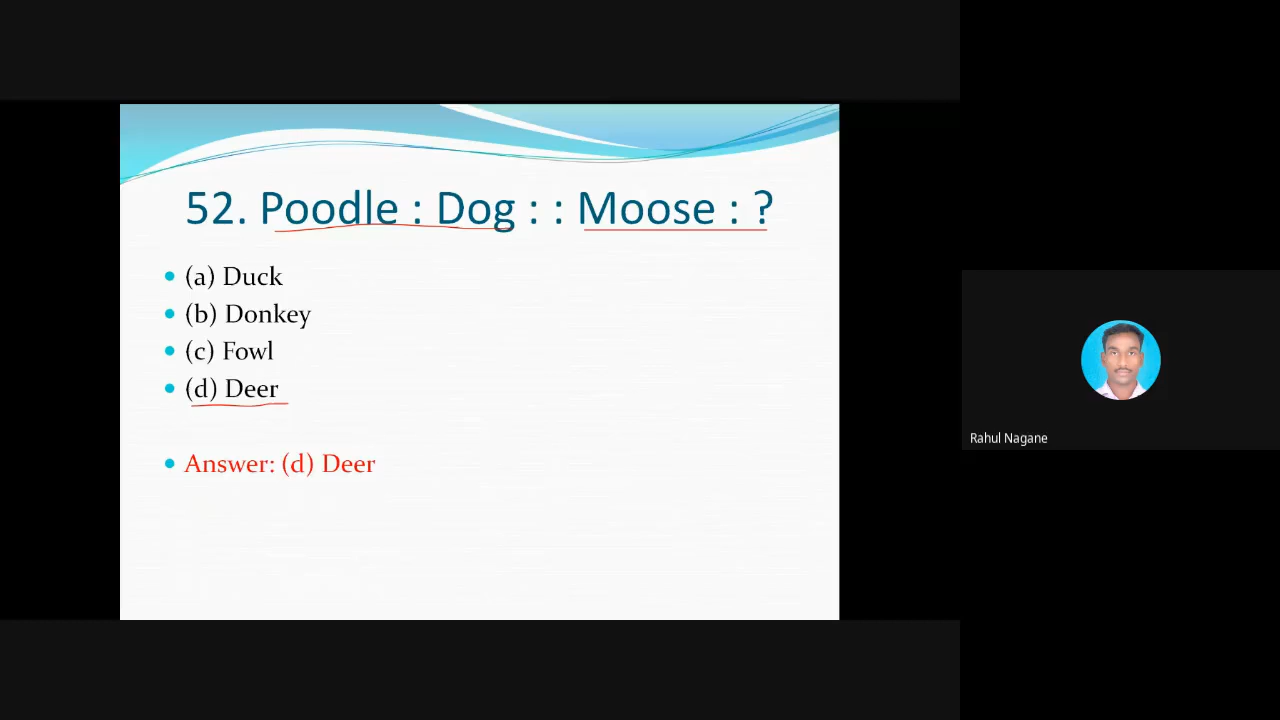 52. Poodle : Dog : : Moose : ?
(a) Duck
(b) Donkey
(c) Fowl
(d) Deer
Answer: (d) Deer
Rahul Nagane